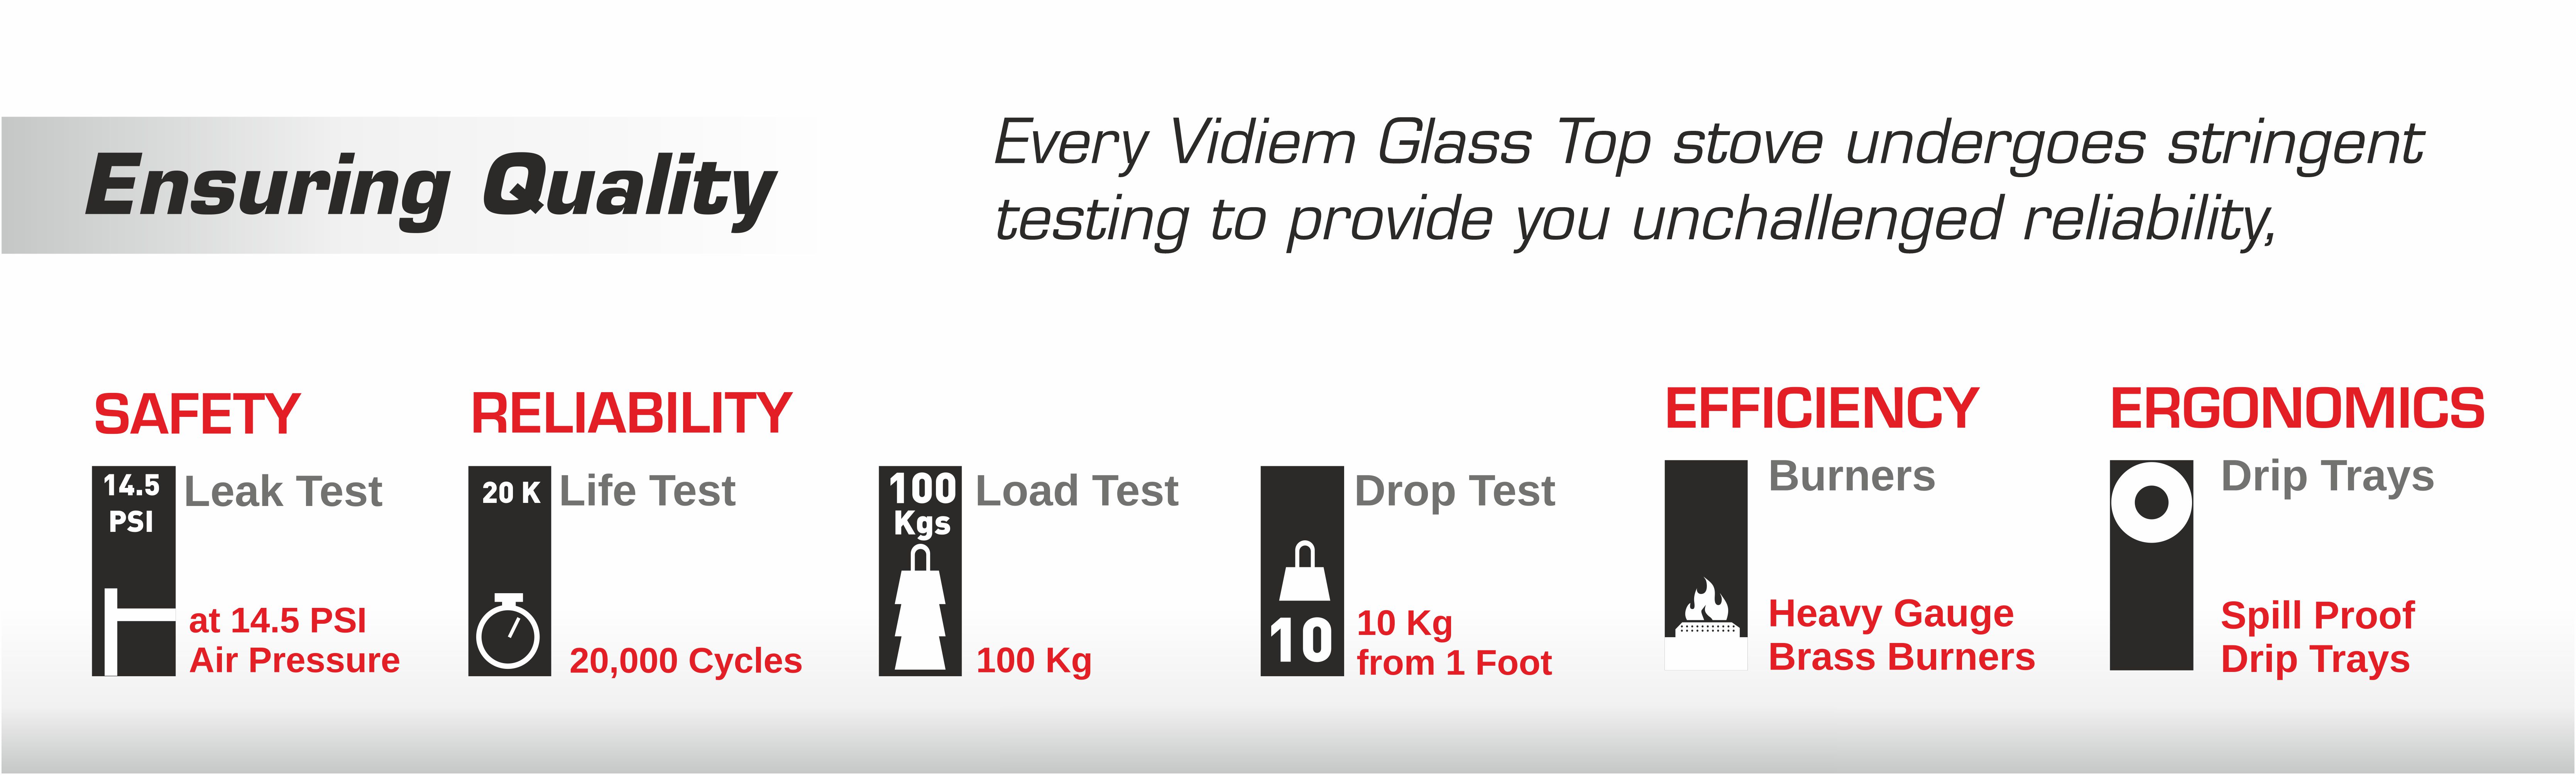 Ensuring Quality
Every Vidiem Glass Top stove undergoes stringent
testing to provide you unchallenged reliability,
SAFETY
14.5
PSI
Leak Test
at 14.5 PSI
Air Pressure
RELIABILITY
20 K
Life Test
20,000 Cycles
100
Kgs
Load Test
100 Kg
Drop Test
10
10 Kg
from 1 Foot
EFFICIENCY
Burners
Heavy Gauge
Brass Burners
ERGONOMICS
Drip Trays
Spill Proof
Drip Trays